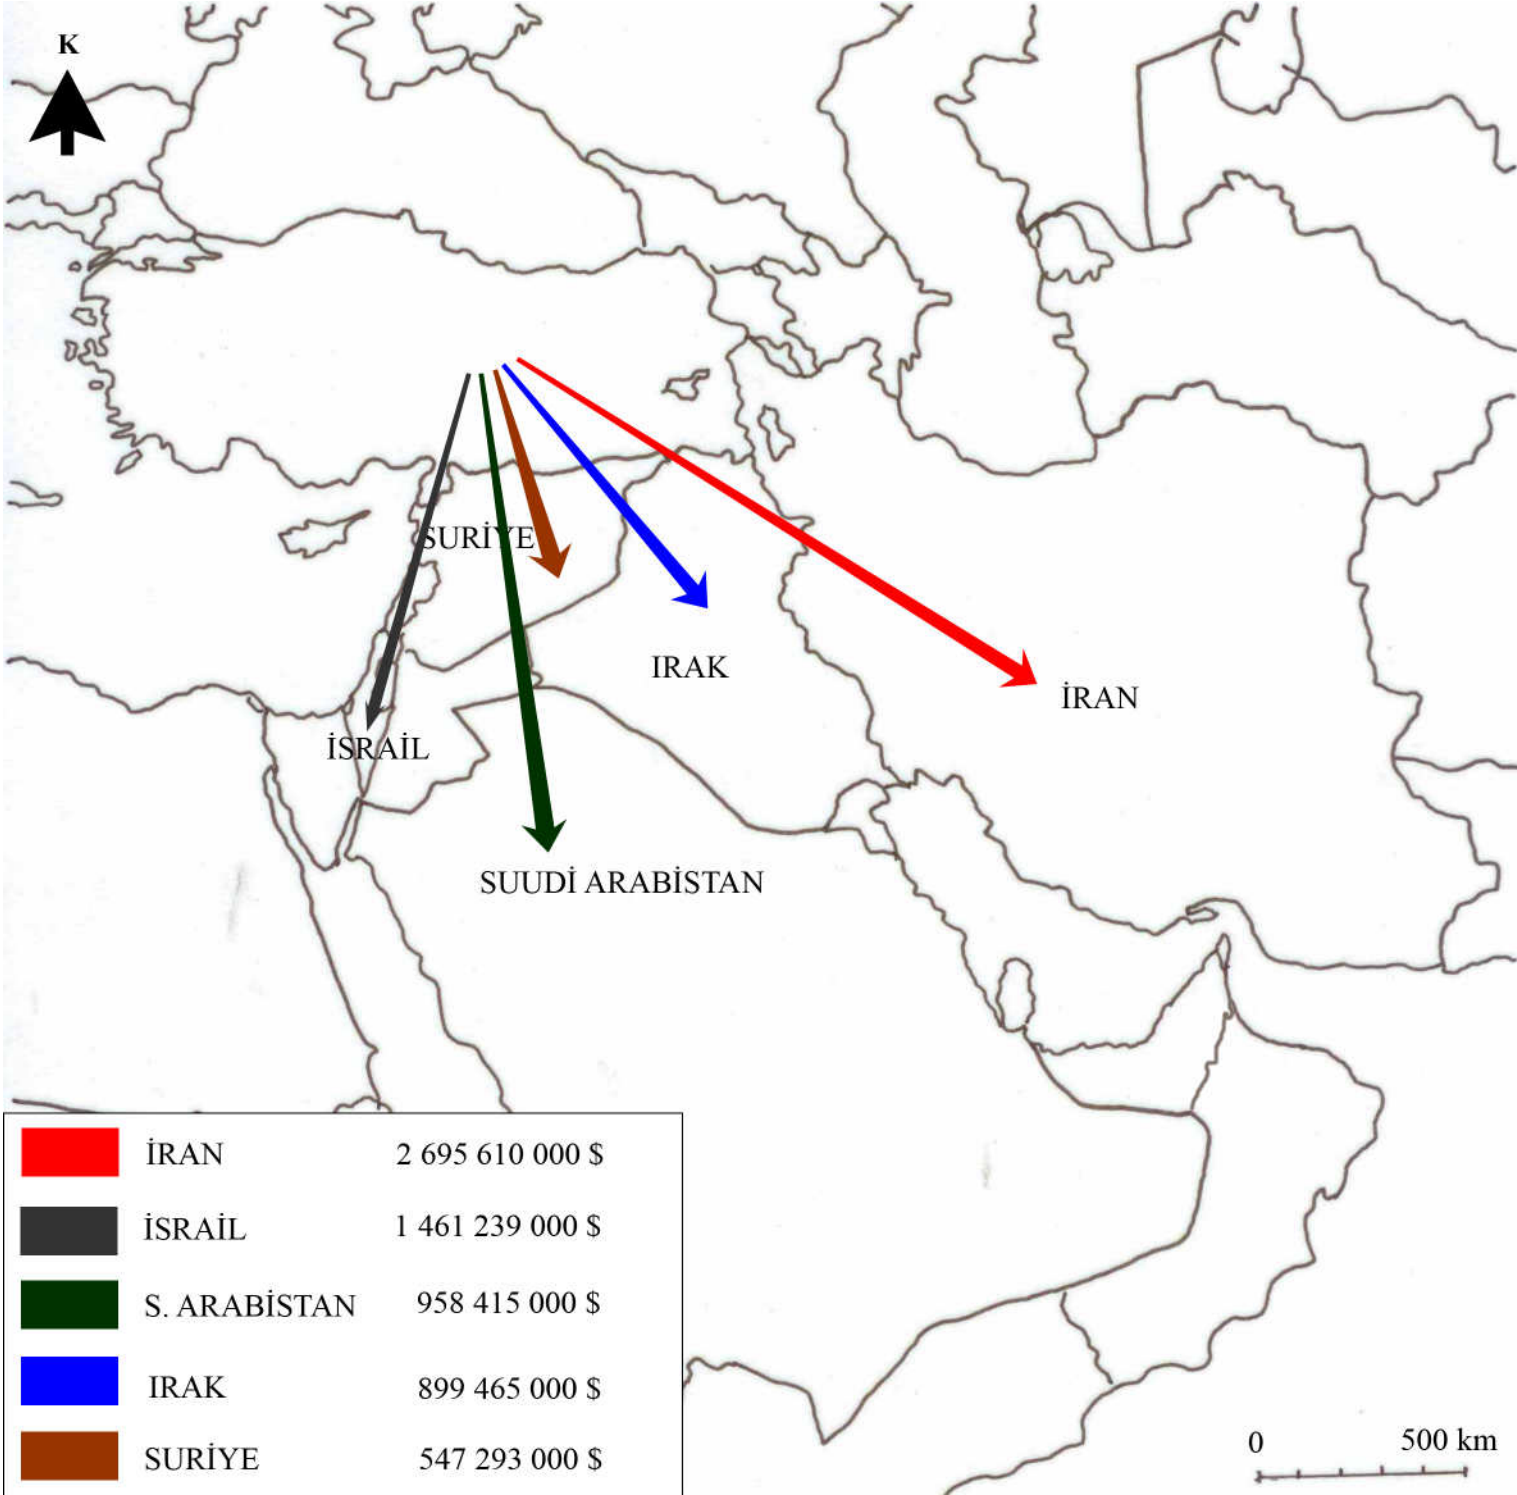 K
SURİYE
IRAK
İRAN
İSRAİL
SUUDİ ARABİSTAN
İRAN 2 695 610 000 $
İSRAİL 1 461 239 000 $
S. ARABİSTAN 958 415 000 $
IRAK 899 465 000 $
SURİYE 547 293 000 $
0 500 km